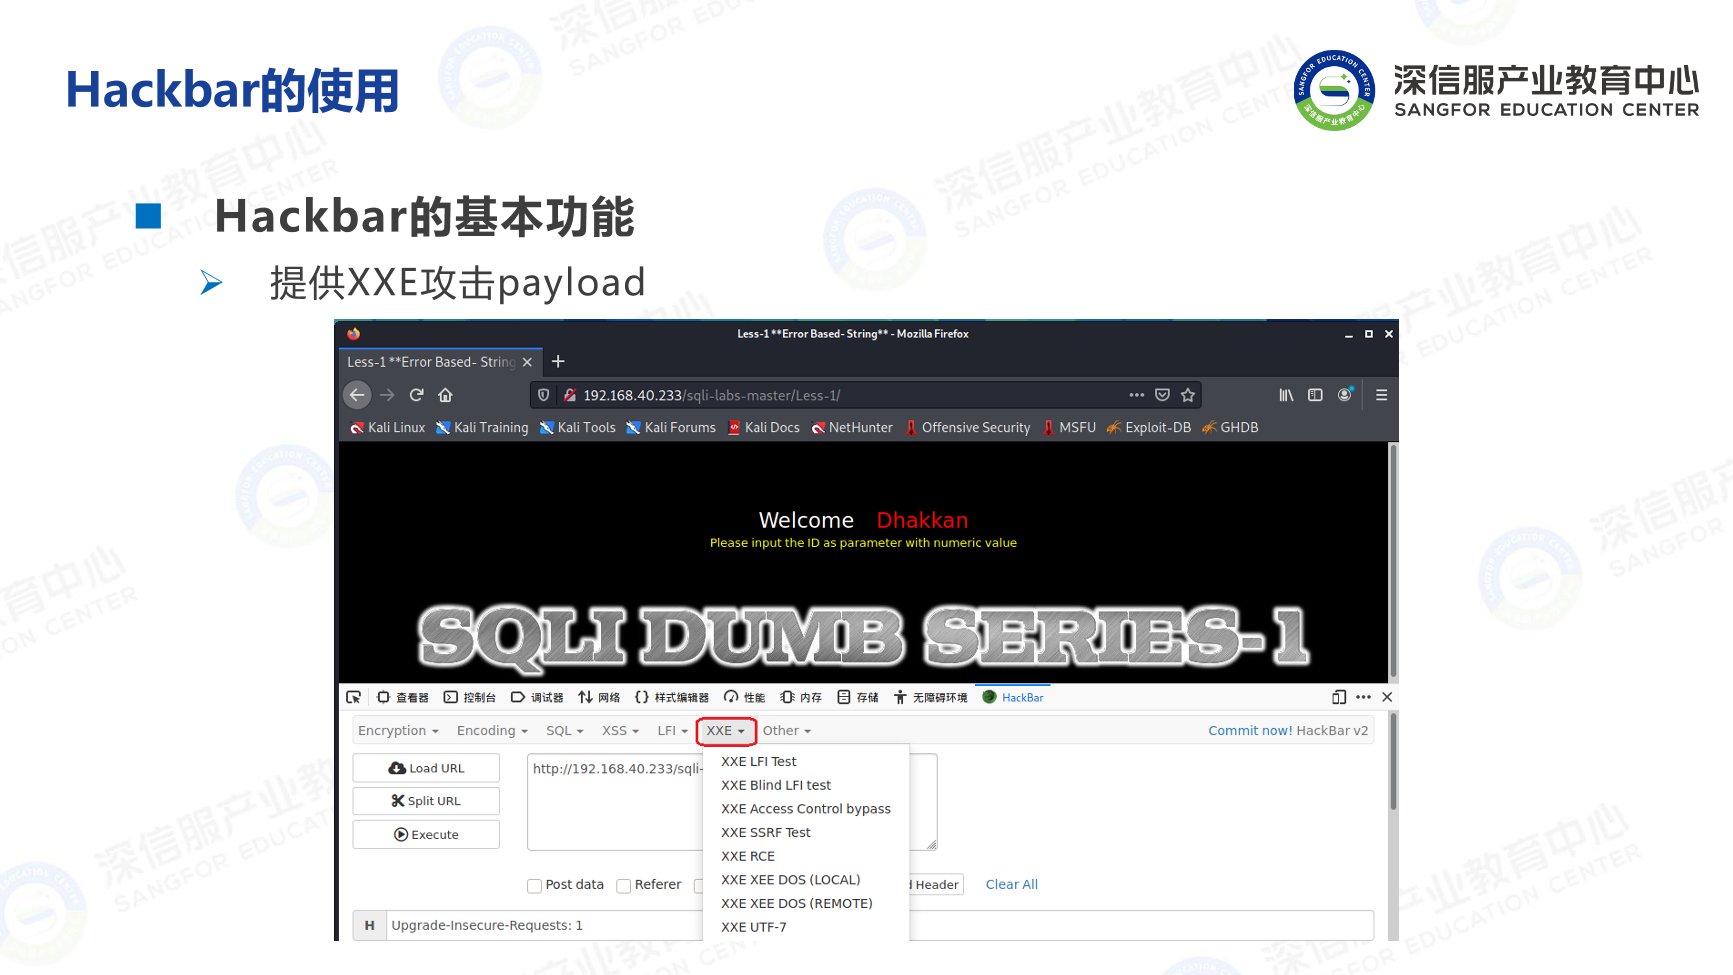 Hackbar的使用
深信服产业教育中心
SANGFOR EDUCATION CENTER
Hackbar的基本功能
提供XXE攻击payload
Less-1 **Error Based- String** - Mozilla Firefox
Less-1 **Error Based- String
192.168.40.233/sqli-labs-master/Less-1/
Kali Linux Kali Training Kali Tools Kali Forums Kali Docs NetHunter Offensive Security MSFU Exploit-DB GHDB
Welcome Dhakkan
Please input the ID as parameter with numeric value
SQLI DUMB SERIES-1
查看器 控制台 调试器 网络 样式编辑器 性能 内存 存储 无障碍环境 HackBar
Encryption Encoding SQL XSS LFI XXE Other Commit now! HackBar v2
Load URL
Split URL
Execute
http://192.168.40.233/sqli-
XXE LFI Test
XXE Blind LFI test
XXE Access Control bypass
XXE SSRF Test
XXE RCE
XXE XEE DOS (LOCAL)
XXE XEE DOS (REMOTE)
XXE UTF-7
Post data Referer d Header Clear All
H Upgrade-Insecure-Requests: 1